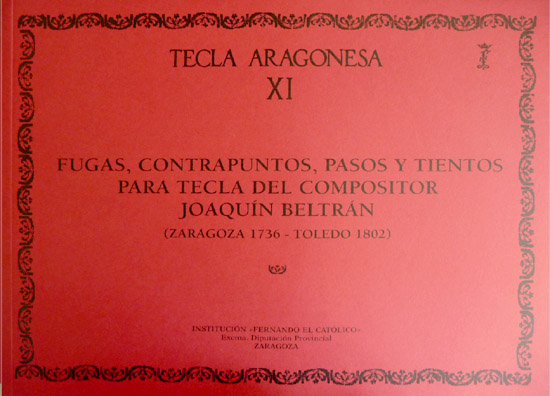 TECLA ARAGONESA
XI
FUGAS, CONTRAPUNTOS, PASOS Y TIENTOS
PARA TECLA DEL COMPOSITOR
JOAQUÍN BELTRÁN
(ZARAGOZA 1736 - TOLEDO 1802)
INSTITUCIÓN «FERNANDO EL CATÓLICO»
Excma. Diputación Provincial
ZARAGOZA